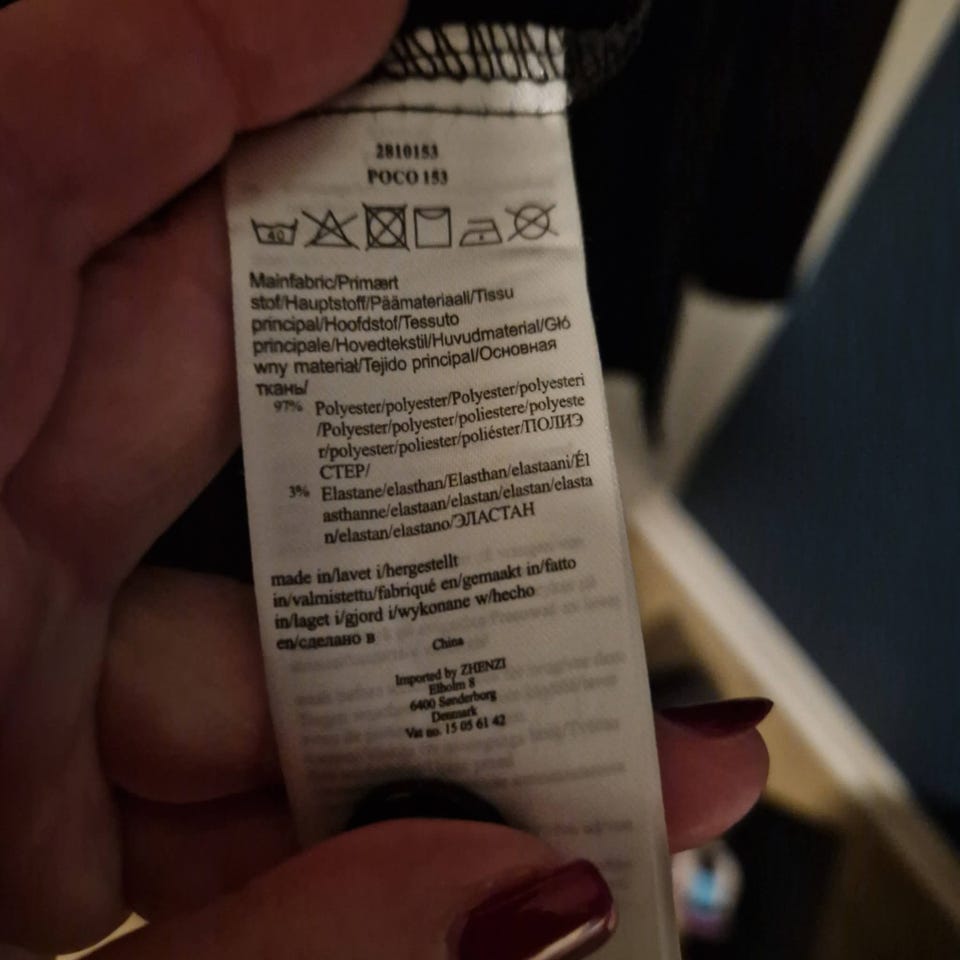 2810153
POCO 153
40
Mainfabric/Primært
stof/Hauptstoff/Päämateriaali/Tissu
principal/Hoofdstof/Tessuto
principale/Hovedtekstil/Huvudmaterial/Głó
wny materiał/Tejido principal/Основная
ткань/
97% Polyester/polyester/Polyester/polyesteri
/Polyester/polyester/poliestere/polyeste
r/polyester/poliester/poliéster/ПОЛИЭ
СТЕР/
3% Elastane/elasthan/Elasthan/elastaani/Él
asthanne/elastaan/elastan/elastan/elasta
n/elastan/elastano/ЭЛАСТАН
made in/lavet i/hergestellt
in/valmistettu/fabriqué en/gemaakt in/fatto
in/laget i/gjord i/wykonane w/hecho
en/сделано в
China
Imported by ZHENZI
Elholm 8
6400 Sønderborg
Denmark
Vat no. 15 05 61 42